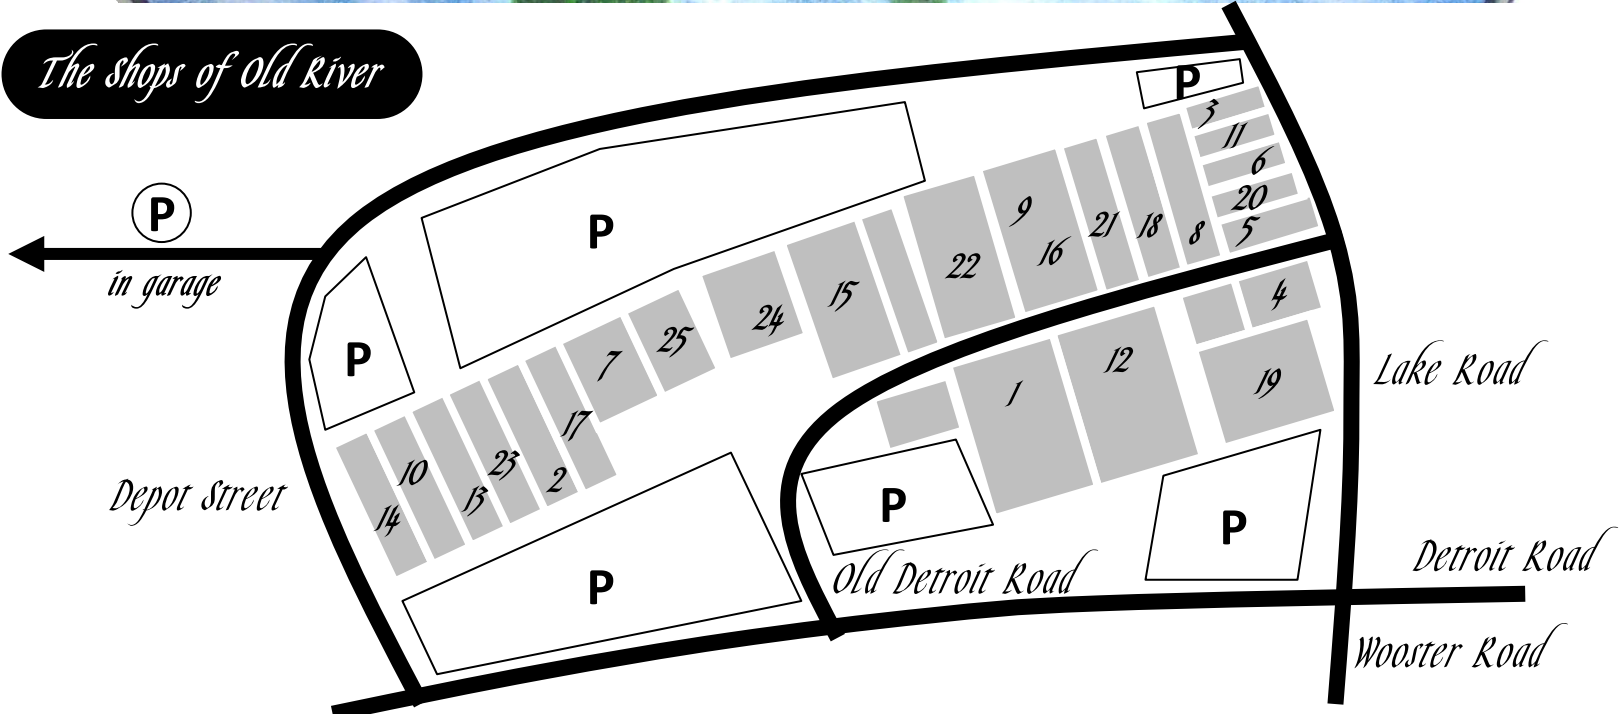 The Shops of Old River
P
3
11
P
6
in garage
20
5
P
9
21
18
8
16
22
15
4
24
25
7
P
12
19
1
Lake Road
17
10
23
2
13
14
Depot Street
P
P
P
Old Detroit Road
Detroit Road
Wooster Road